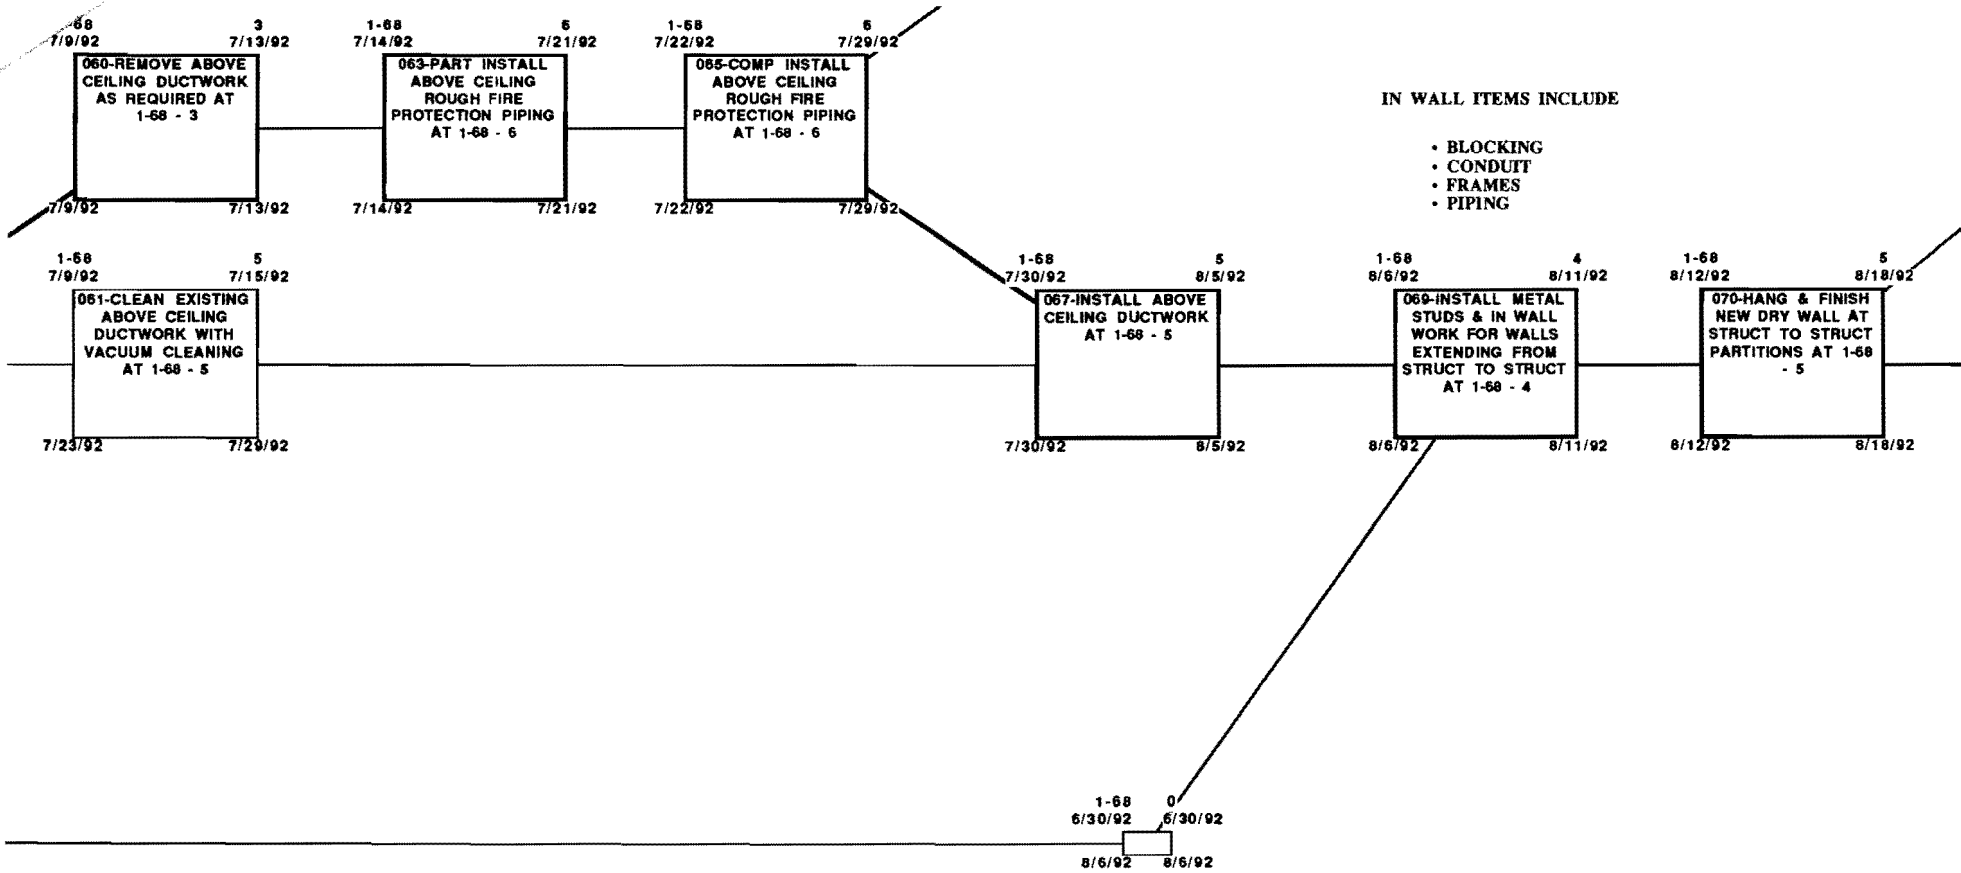 68 3
7/9/92 7/13/92
060-REMOVE ABOVE
CEILING DUCTWORK
AS REQUIRED AT
1-68 - 3
7/9/92 7/13/92
1-68 6
7/14/92 7/21/92
063-PART INSTALL
ABOVE CEILING
ROUGH FIRE
PROTECTION PIPING
AT 1-68 - 6
7/14/92 7/21/92
1-68 6
7/22/92 7/29/92
065-COMP INSTALL
ABOVE CEILING
ROUGH FIRE
PROTECTION PIPING
AT 1-68 - 6
7/22/92 7/29/92
IN WALL ITEMS INCLUDE
• BLOCKING
• CONDUIT
• FRAMES
• PIPING
1-68 5
7/9/92 7/15/92
061-CLEAN EXISTING
ABOVE CEILING
DUCTWORK WITH
VACUUM CLEANING
AT 1-68 - 5
7/23/92 7/29/92
1-68 5
7/30/92 8/5/92
067-INSTALL ABOVE
CEILING DUCTWORK
AT 1-68 - 5
7/30/92 8/5/92
1-68 4
8/6/92 8/11/92
069-INSTALL METAL
STUDS & IN WALL
WORK FOR WALLS
EXTENDING FROM
STRUCT TO STRUCT
AT 1-68 - 4
8/6/92 8/11/92
1-68 5
8/12/92 8/18/92
070-HANG & FINISH
NEW DRY WALL AT
STRUCT TO STRUCT
PARTITIONS AT 1-68
- 5
8/12/92 8/18/92
1-68 0
6/30/92 6/30/92
8/6/92 8/6/92